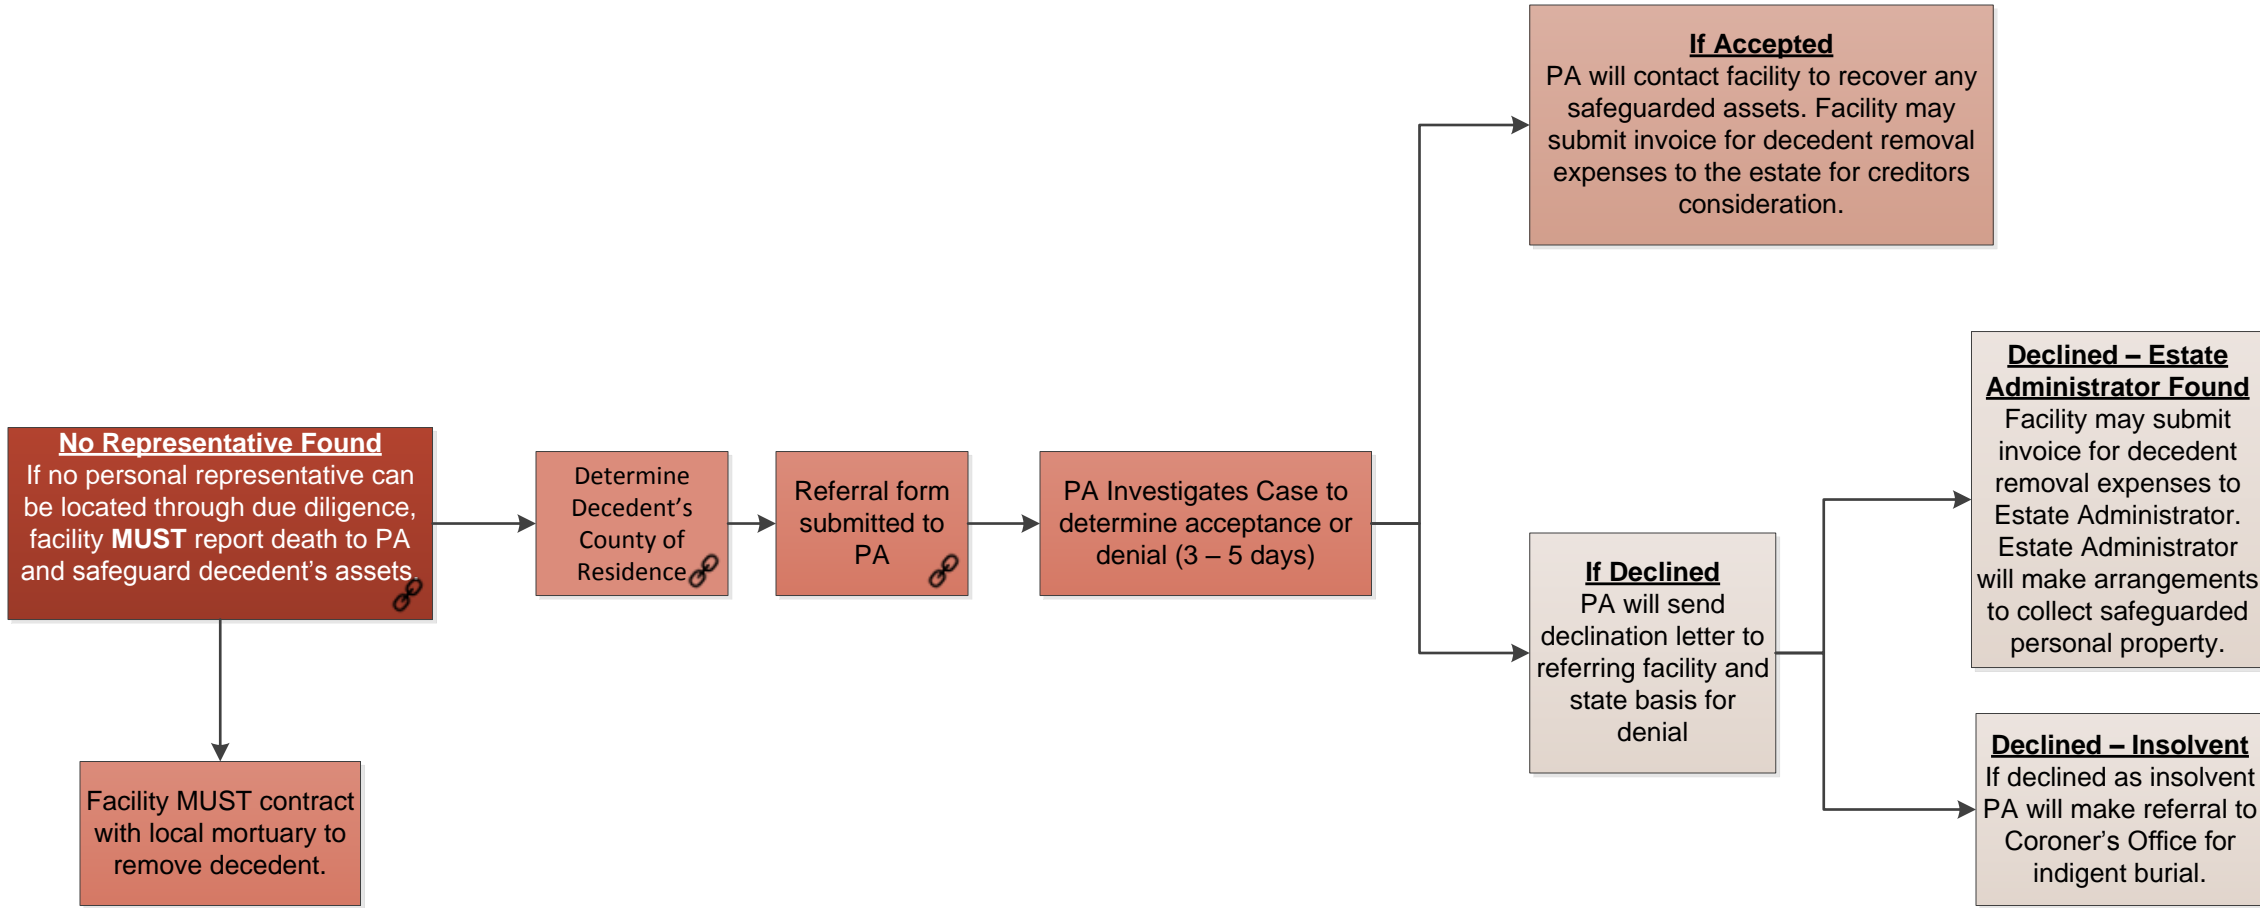 If Accepted
PA will contact facility to recover any
safeguarded assets. Facility may
submit invoice for decedent removal
expenses to the estate for creditors
consideration.
No Representative Found
If no personal representative can
be located through due diligence,
facility MUST report death to PA
and safeguard decedent's assets.
Determine
Decedent's
County of
Residence
Referral form
submitted to
PA
PA Investigates Case to
determine acceptance or
denial (3 – 5 days)
If Declined
PA will send
declination letter to
referring facility and
state basis for
denial
Declined – Estate
Administrator Found
Facility may submit
invoice for decedent
removal expenses to
Estate Administrator.
Estate Administrator
will make arrangements
to collect safeguarded
personal property.
Facility MUST contract
with local mortuary to
remove decedent.
Declined – Insolvent
If declined as insolvent
PA will make referral to
Coroner's Office for
indigent burial.